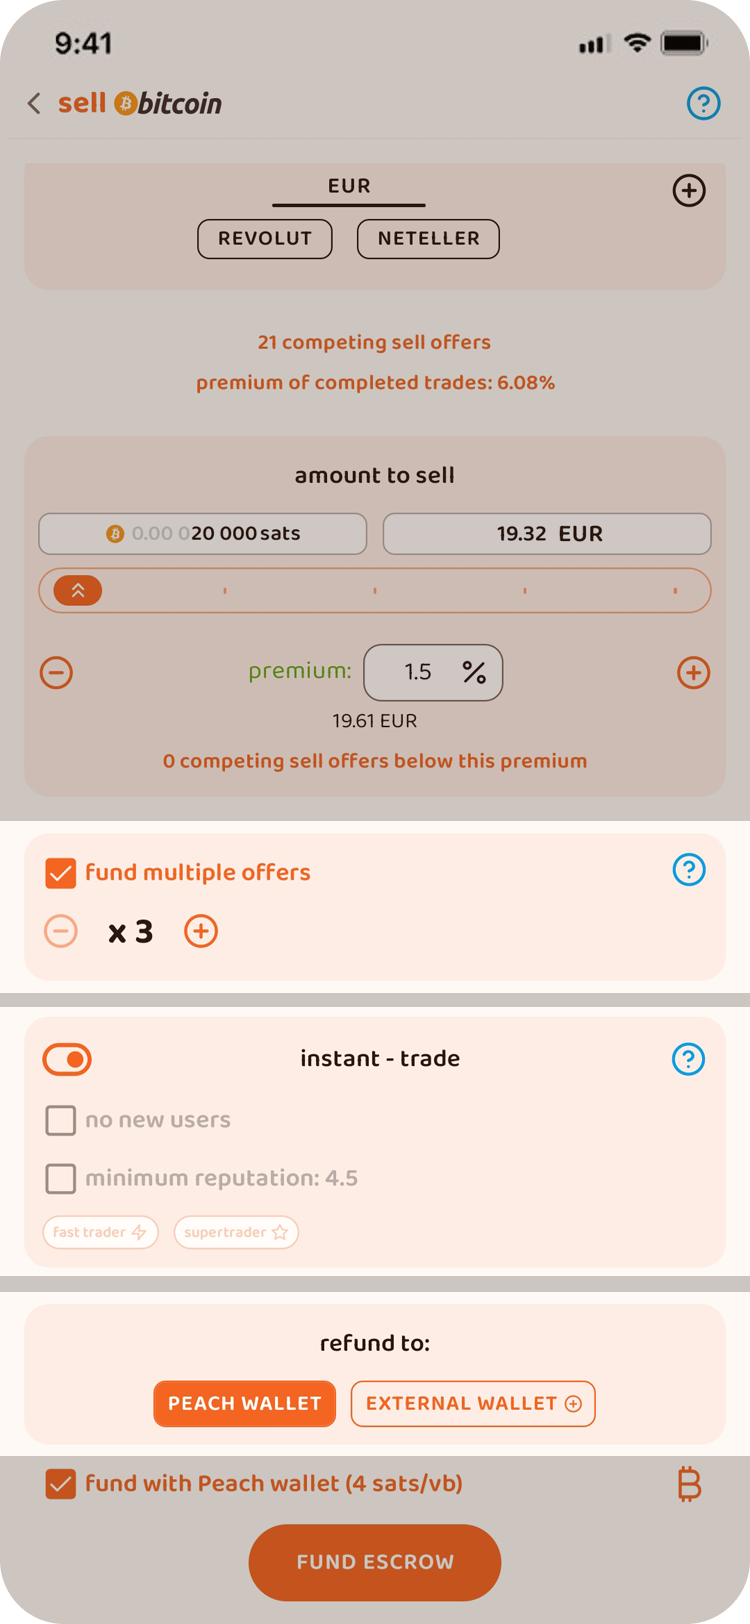 9:41
sell bitcoin
EUR
REVOLUT NETELLER
21 competing sell offers
premium of completed trades: 6.08%
amount to sell
0.00 020 000 sats 19.32 EUR
premium: 1.5 %
19.61 EUR
0 competing sell offers below this premium
fund multiple offers
x 3
instant - trade
no new users
minimum reputation: 4.5
fast trader supertrader
refund to:
PEACH WALLET EXTERNAL WALLET
fund with Peach wallet (4 sats/vb)
FUND ESCROW